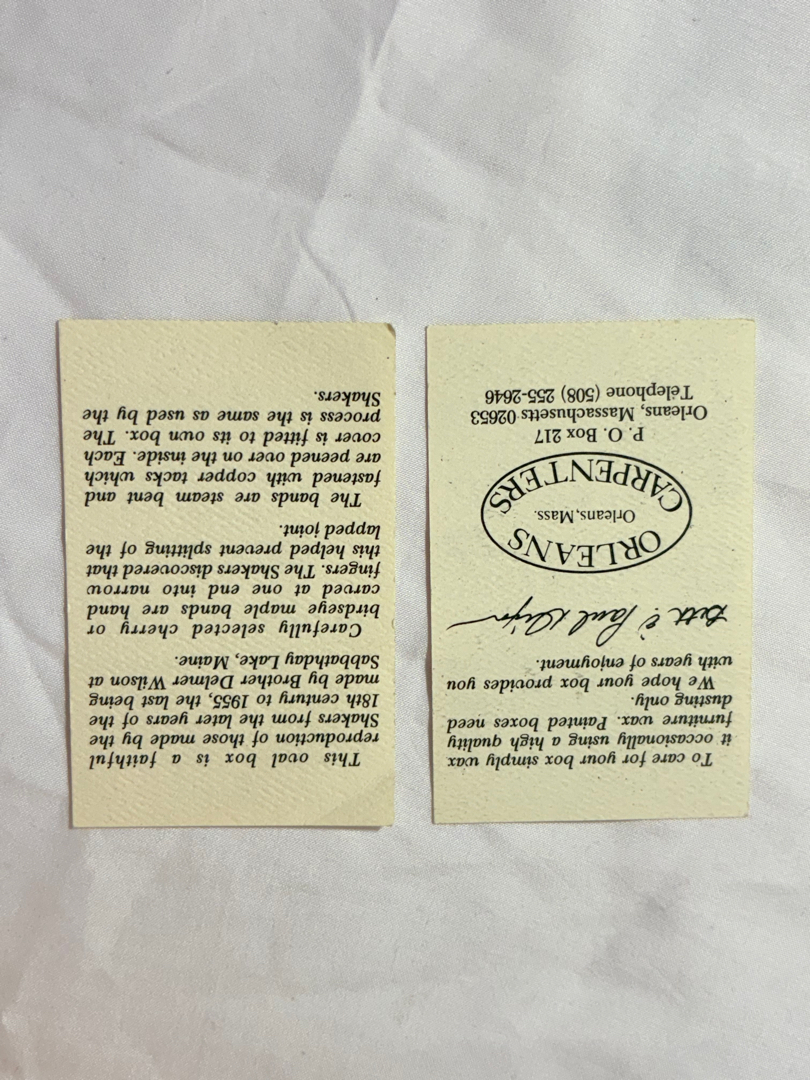 This oval box is a faithful
reproduction of those made by the
Shakers from the later years of the
18th century to 1955, the last being
made by Brother Delmer Wilson at
Sabbathday Lake, Maine.
Carefully selected cherry or
birdseye maple bands are hand
carved at one end into narrow
fingers. The Shakers discovered that
this helped prevent splitting of the
lapped joint.
The bands are steam bent and
fastened with copper tacks which
are peened over on the inside. Each
cover is fitted to its own box. The
process is the same as used by the
Shakers.
To care for your box simply wax
it occasionally using a high quality
furniture wax. Painted boxes need
dusting only.
We hope your box provides you
with years of enjoyment.
Beth & Paul Dixon
ORLEANS
Orleans, Mass.
CARPENTERS
P. O. Box 217
Orleans, Massachusetts 02653
Telephone (508) 255-2646